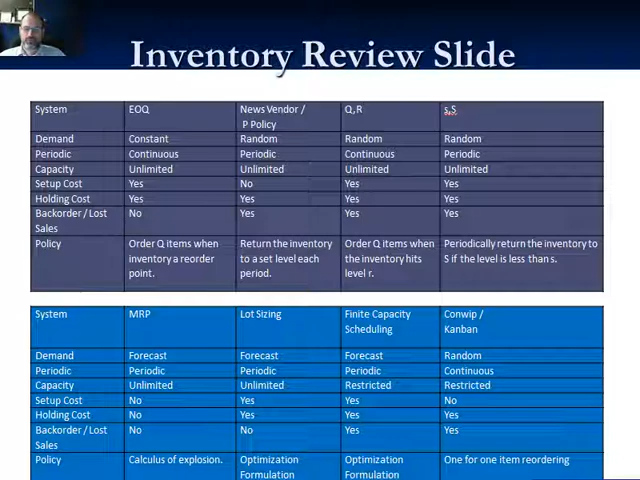 Inventory Review Slide
System EOQ News Vendor / Q,R s,S
P Policy
Demand Constant Random Random Random
Periodic Continuous Periodic Continuous Periodic
Capacity Unlimited Unlimited Unlimited Unlimited
Setup Cost Yes No Yes Yes
Holding Cost Yes Yes Yes Yes
Backorder / Lost No Yes Yes Yes
Sales
Policy Order Q items when Return the inventory Order Q items when Periodically return the inventory to
inventory a reorder to a set level each the inventory hits S if the level is less than s.
point. period. level r.
System MRP Lot Sizing Finite Capacity Conwip /
Scheduling Kanban
Demand Forecast Forecast Forecast Random
Periodic Periodic Periodic Periodic Continuous
Capacity Unlimited Unlimited Restricted Restricted
Setup Cost No Yes Yes No
Holding Cost No Yes Yes Yes
Backorder / Lost No No Yes Yes
Sales
Policy Calculus of explosion. Optimization Optimization One for one item reordering
Formulation Formulation